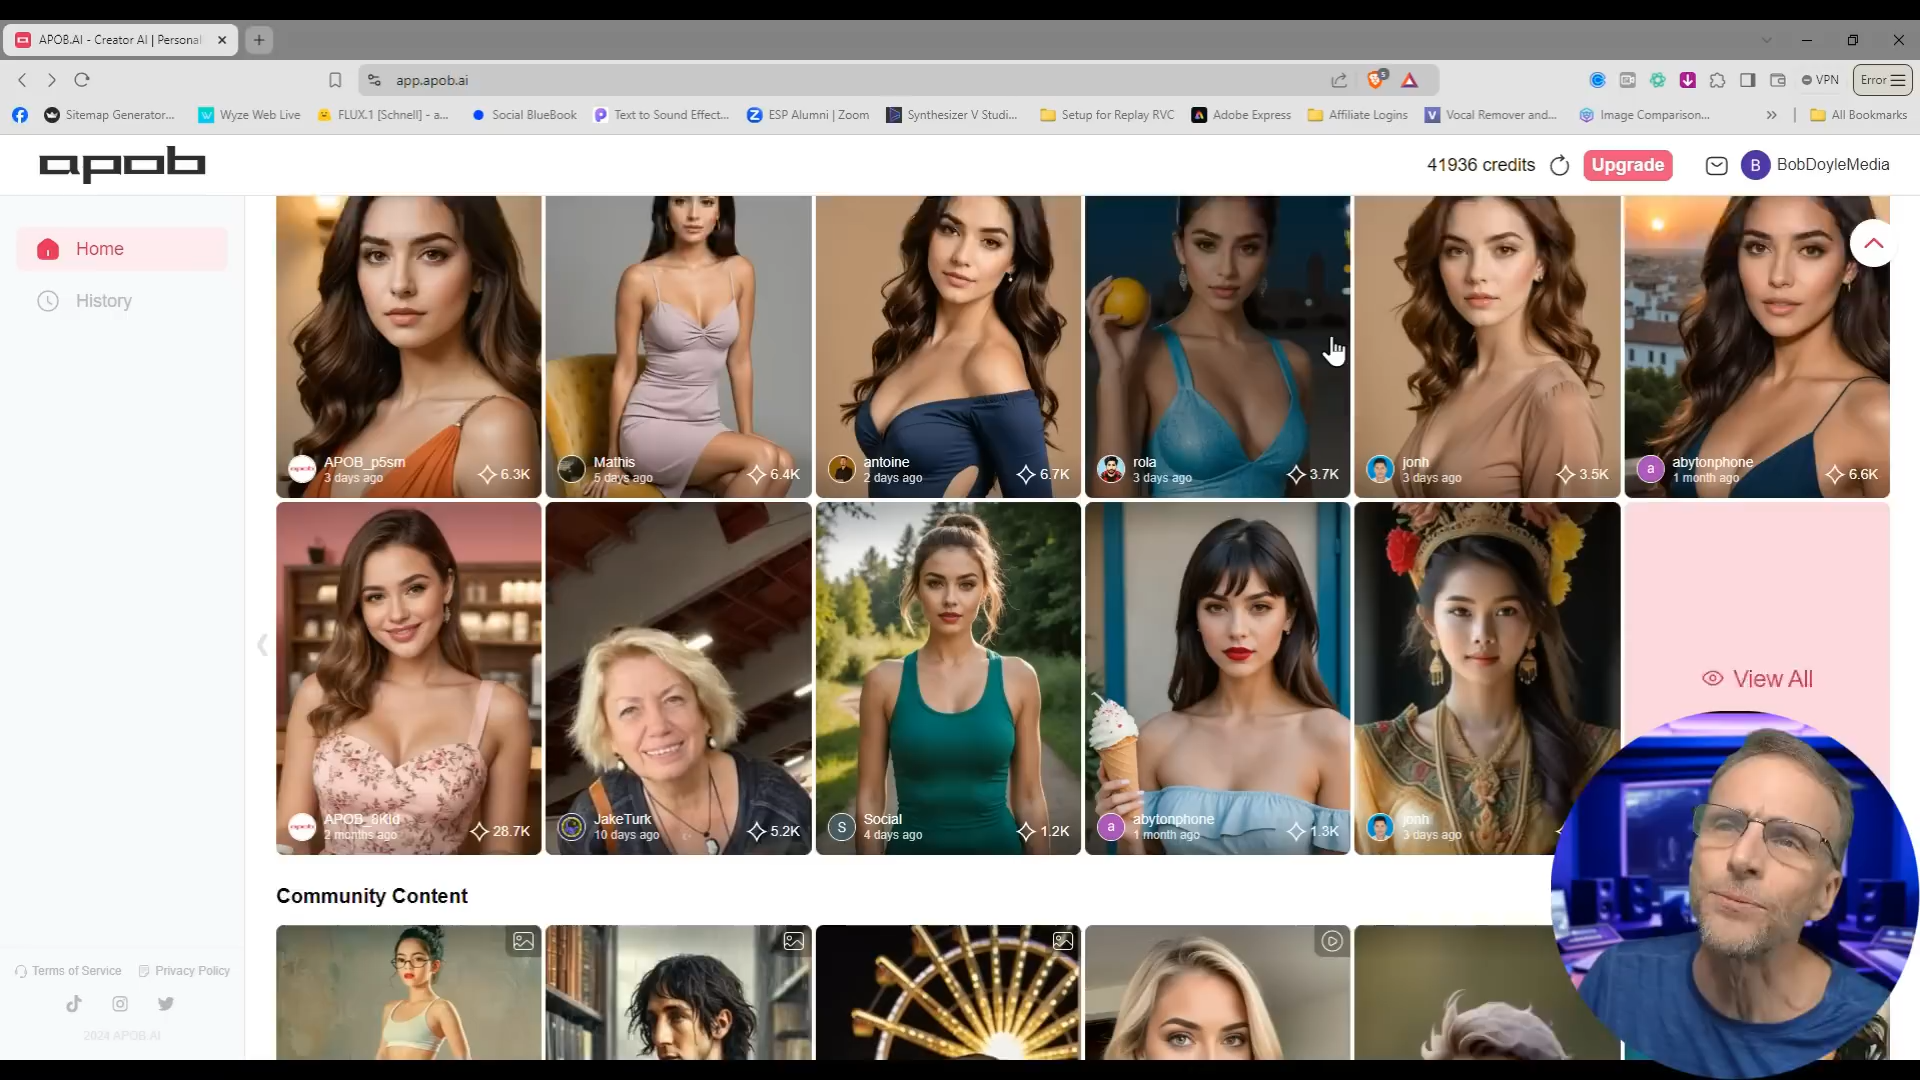 APOB.AI - Creator AI | Personal
app.apob.ai
VPN
Error
Sitemap Generator...
Wyze Web Live
FLUX.1 [Schnell] - a...
Social BlueBook
Text to Sound Effect...
ESP Alumni | Zoom
Synthesizer V Studi...
Setup for Replay RVC
Adobe Express
Affiliate Logins
Vocal Remover and...
Image Comparison...
All Bookmarks
apob
41936 credits
Upgrade
B
BobDoyleMedia
Home
History
APOB_p5sm
3 days ago
6.3K
Mathis
5 days ago
6.4K
antoine
2 days ago
6.7K
rola
3 days ago
3.7K
jonh
3 days ago
3.5K
a
abytonphone
1 month ago
6.6K
View All
APOB_8KId
2 months ago
28.7K
JakeTurk
10 days ago
5.2K
S
Social
4 days ago
1.2K
a
abytonphone
1 month ago
1.3K
jonh
3 days ago
Community Content
Terms of Service
Privacy Policy
2024 APOB.AI